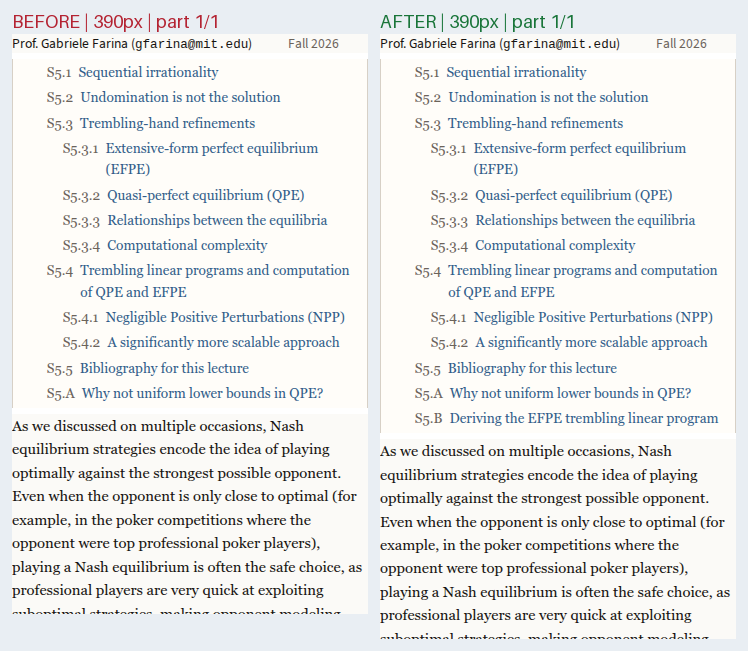 BEFORE | 390px | part 1/1
Prof. Gabriele Farina (gfarina@mit.edu) Fall 2026
S5.1 Sequential irrationality
S5.2 Undomination is not the solution
S5.3 Trembling-hand refinements
S5.3.1 Extensive-form perfect equilibrium
(EFPE)
S5.3.2 Quasi-perfect equilibrium (QPE)
S5.3.3 Relationships between the equilibria
S5.3.4 Computational complexity
S5.4 Trembling linear programs and computation
of QPE and EFPE
S5.4.1 Negligible Positive Perturbations (NPP)
S5.4.2 A significantly more scalable approach
S5.5 Bibliography for this lecture
S5.A Why not uniform lower bounds in QPE?
As we discussed on multiple occasions, Nash
equilibrium strategies encode the idea of playing
optimally against the strongest possible opponent.
Even when the opponent is only close to optimal (for
example, in the poker competitions where the
opponent were top professional poker players),
playing a Nash equilibrium is often the safe choice, as
professional players are very quick at exploiting
suboptimal strategies, making opponent modeling
AFTER | 390px | part 1/1
Prof. Gabriele Farina (gfarina@mit.edu) Fall 2026
S5.1 Sequential irrationality
S5.2 Undomination is not the solution
S5.3 Trembling-hand refinements
S5.3.1 Extensive-form perfect equilibrium
(EFPE)
S5.3.2 Quasi-perfect equilibrium (QPE)
S5.3.3 Relationships between the equilibria
S5.3.4 Computational complexity
S5.4 Trembling linear programs and computation
of QPE and EFPE
S5.4.1 Negligible Positive Perturbations (NPP)
S5.4.2 A significantly more scalable approach
S5.5 Bibliography for this lecture
S5.A Why not uniform lower bounds in QPE?
S5.B Deriving the EFPE trembling linear program
As we discussed on multiple occasions, Nash
equilibrium strategies encode the idea of playing
optimally against the strongest possible opponent.
Even when the opponent is only close to optimal (for
example, in the poker competitions where the
opponent were top professional poker players),
playing a Nash equilibrium is often the safe choice, as
professional players are very quick at exploiting
suboptimal strategies, making opponent modeling